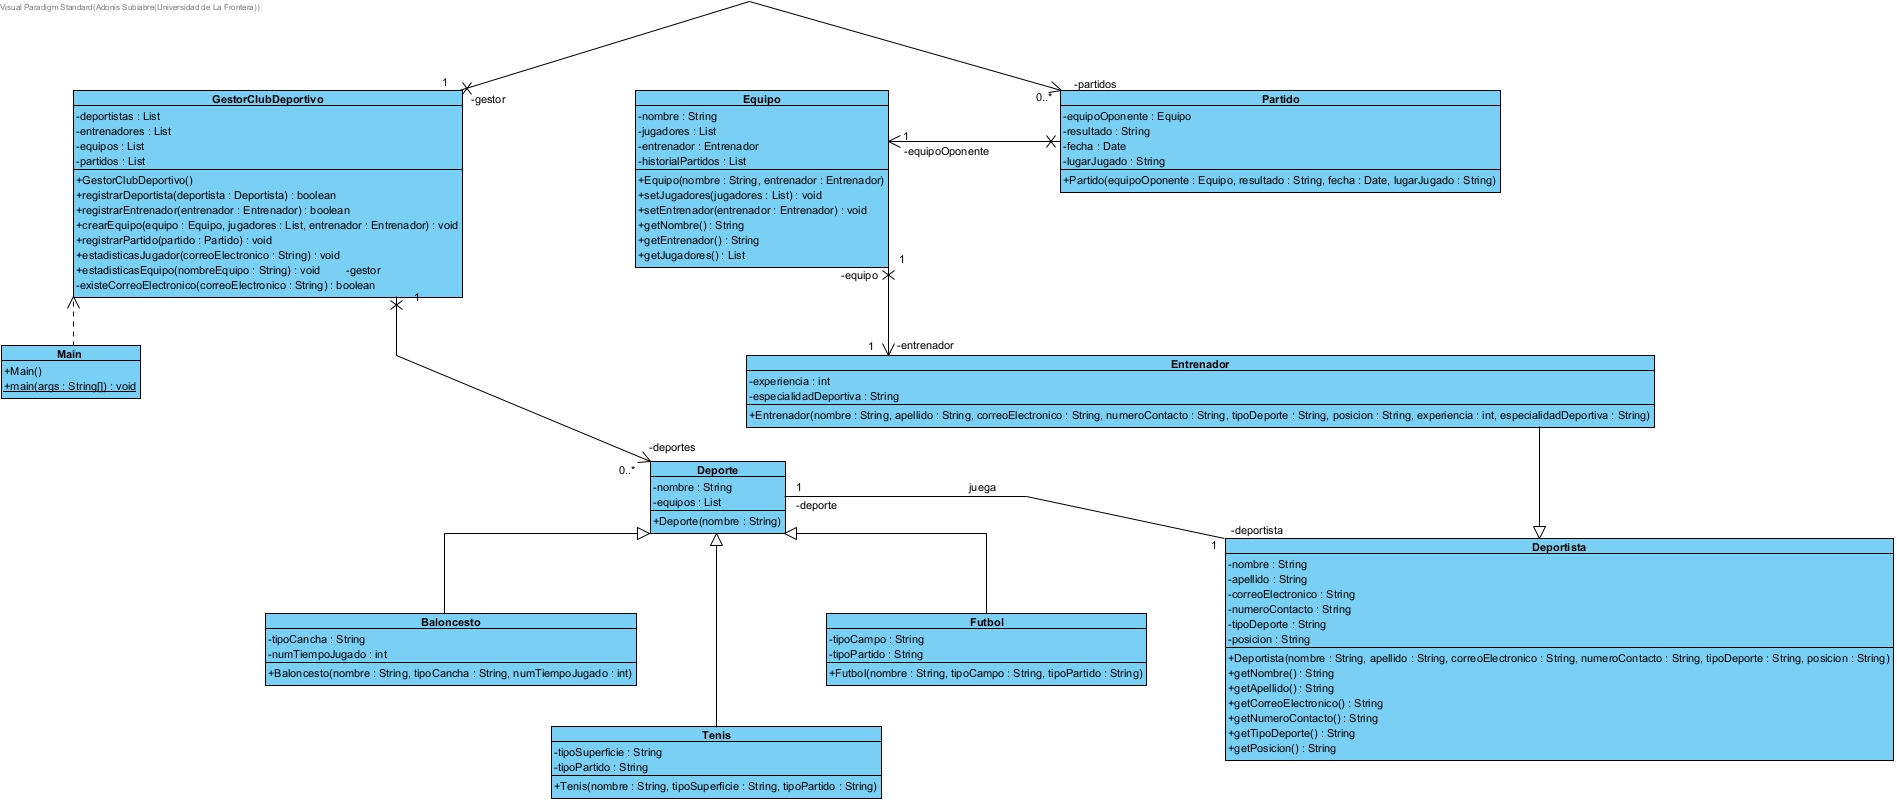 Visual Paradigm Standard(Adonis Subiabre(Universidad de La Frontera))
1
-gestor
-partidos
0..*
GestorClubDeportivo
-deportistas : List
-entrenadores : List
-equipos : List
-partidos : List
+GestorClubDeportivo()
+registrarDeportista(deportista : Deportista) : boolean
+registrarEntrenador(entrenador : Entrenador) : boolean
+crearEquipo(equipo : Equipo, jugadores : List, entrenador : Entrenador) : void
+registrarPartido(partido : Partido) : void
+estadisticasJugador(correoElectronico : String) : void
+estadisticasEquipo(nombreEquipo : String) : void
-existeCorreoElectronico(correoElectronico : String) : boolean
-gestor
1
Equipo
-nombre : String
-jugadores : List
-entrenador : Entrenador
-historialPartidos : List
+Equipo(nombre : String, entrenador : Entrenador)
+setJugadores(jugadores : List) : void
+setEntrenador(entrenador : Entrenador) : void
+getNombre() : String
+getEntrenador() : String
+getJugadores() : List
1
-equipoOponente
Partido
-equipoOponente : Equipo
-resultado : String
-fecha : Date
-lugarJugado : String
+Partido(equipoOponente : Equipo, resultado : String, fecha : Date, lugarJugado : String)
1
-equipo
1
-entrenador
Main
+Main()
+main(args : String[]) : void
Entrenador
-experiencia : int
-especialidadDeportiva : String
+Entrenador(nombre : String, apellido : String, correoElectronico : String, numeroContacto : String, tipoDeporte : String, posicion : String, experiencia : int, especialidadDeportiva : String)
-deportes
0..*
Deporte
-nombre : String
-equipos : List
+Deporte(nombre : String)
1
-deporte
juega
-deportista
1
Deportista
-nombre : String
-apellido : String
-correoElectronico : String
-numeroContacto : String
-tipoDeporte : String
-posicion : String
+Deportista(nombre : String, apellido : String, correoElectronico : String, numeroContacto : String, tipoDeporte : String, posicion : String)
+getNombre() : String
+getApellido() : String
+getCorreoElectronico() : String
+getNumeroContacto() : String
+getTipoDeporte() : String
+getPosicion() : String
Baloncesto
-tipoCancha : String
-numTiempoJugado : int
+Baloncesto(nombre : String, tipoCancha : String, numTiempoJugado : int)
Futbol
-tipoCampo : String
-tipoPartido : String
+Futbol(nombre : String, tipoCampo : String, tipoPartido : String)
Tenis
-tipoSuperficie : String
-tipoPartido : String
+Tenis(nombre : String, tipoSuperficie : String, tipoPartido : String)